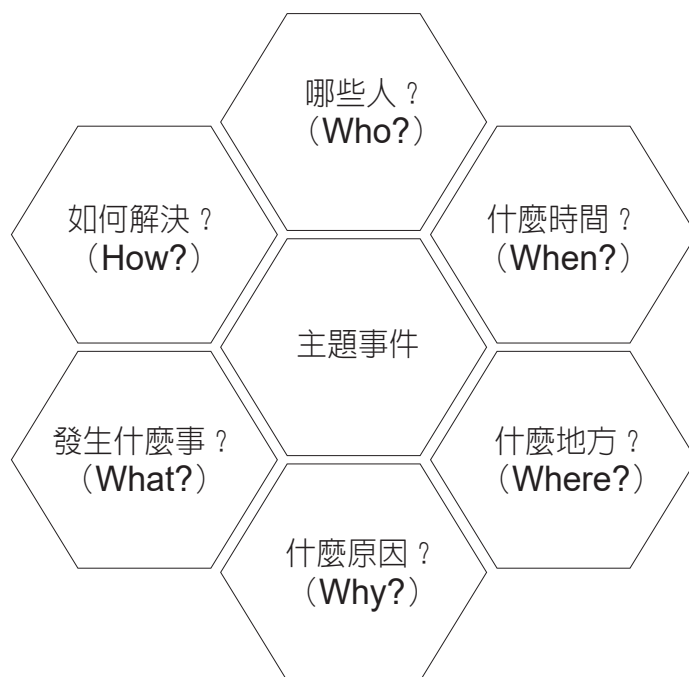 哪些人？
（Who?）
如何解決？
（How?）
什麼時間？
（When?）
主題事件
發生什麼事？
（What?）
什麼地方？
（Where?）
什麼原因？
（Why?）